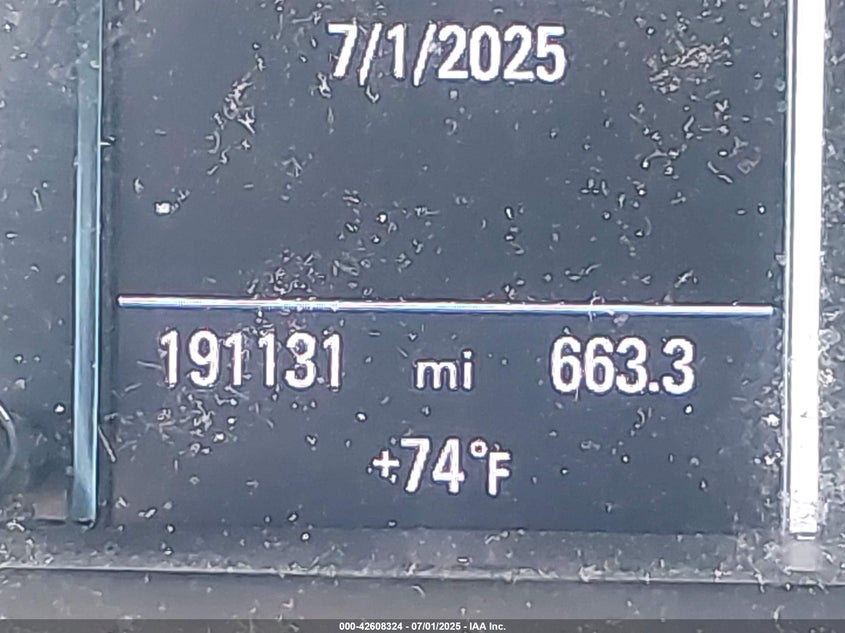 7/1/2025
191131 mi 663.3
+74°F
000-42608324 - 07/01/2025 - IAA Inc.